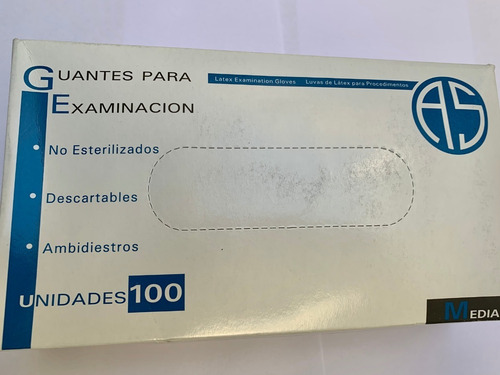 GUANTES PARA
EXAMINACION
Latex Examination Gloves Luvas de Látex para Procedimentos
AS
No Esterilizados
Descartables
Ambidiestros
UNIDADES 100
MEDIA